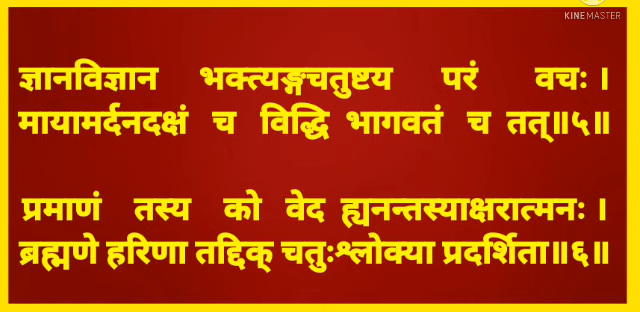 KINEMASTER
ज्ञानविज्ञान भक्त्यङ्गचतुष्टय परं वचः ।
मायामर्दनदक्षं च विद्धि भागवतं च तत्॥५॥
प्रमाणं तस्य को वेद ह्यनन्तस्याक्षरात्मनः ।
ब्रह्मणे हरिणा तद्दिक् चतुःश्लोक्या प्रदर्शिता॥६॥